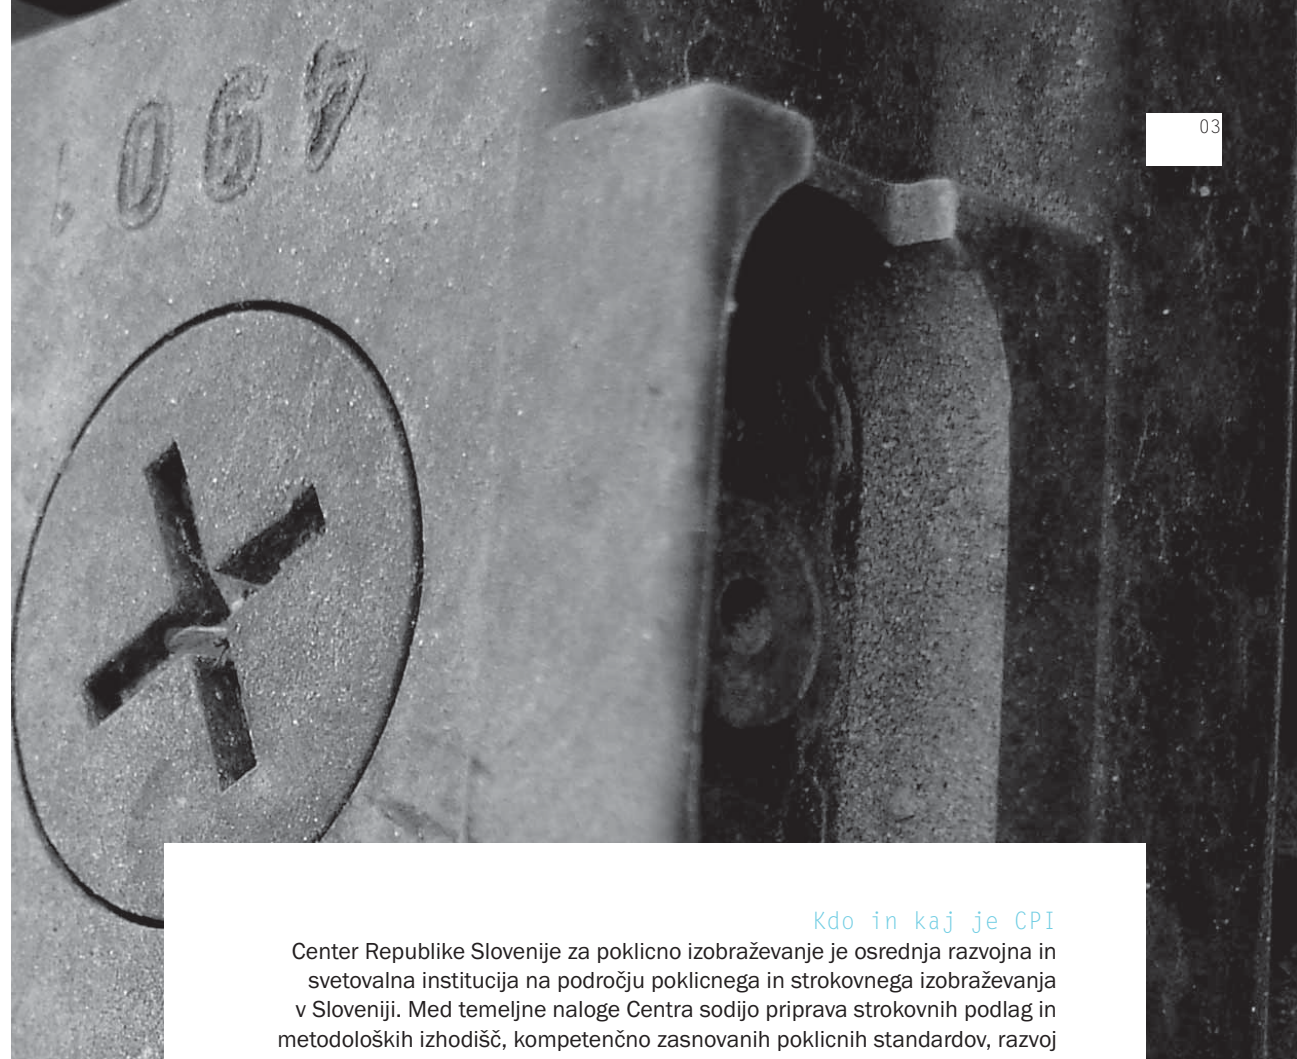 490
03
Kdo in kaj je CPI
Center Republike Slovenije za poklicno izobraževanje je osrednja razvojna in
svetovalna institucija na področju poklicnega in strokovnega izobraževanja
v Sloveniji. Med temeljne naloge Centra sodijo priprava strokovnih podlag in
metodoloških izhodišč, kompetenčno zasnovanih poklicnih standardov, razvoj